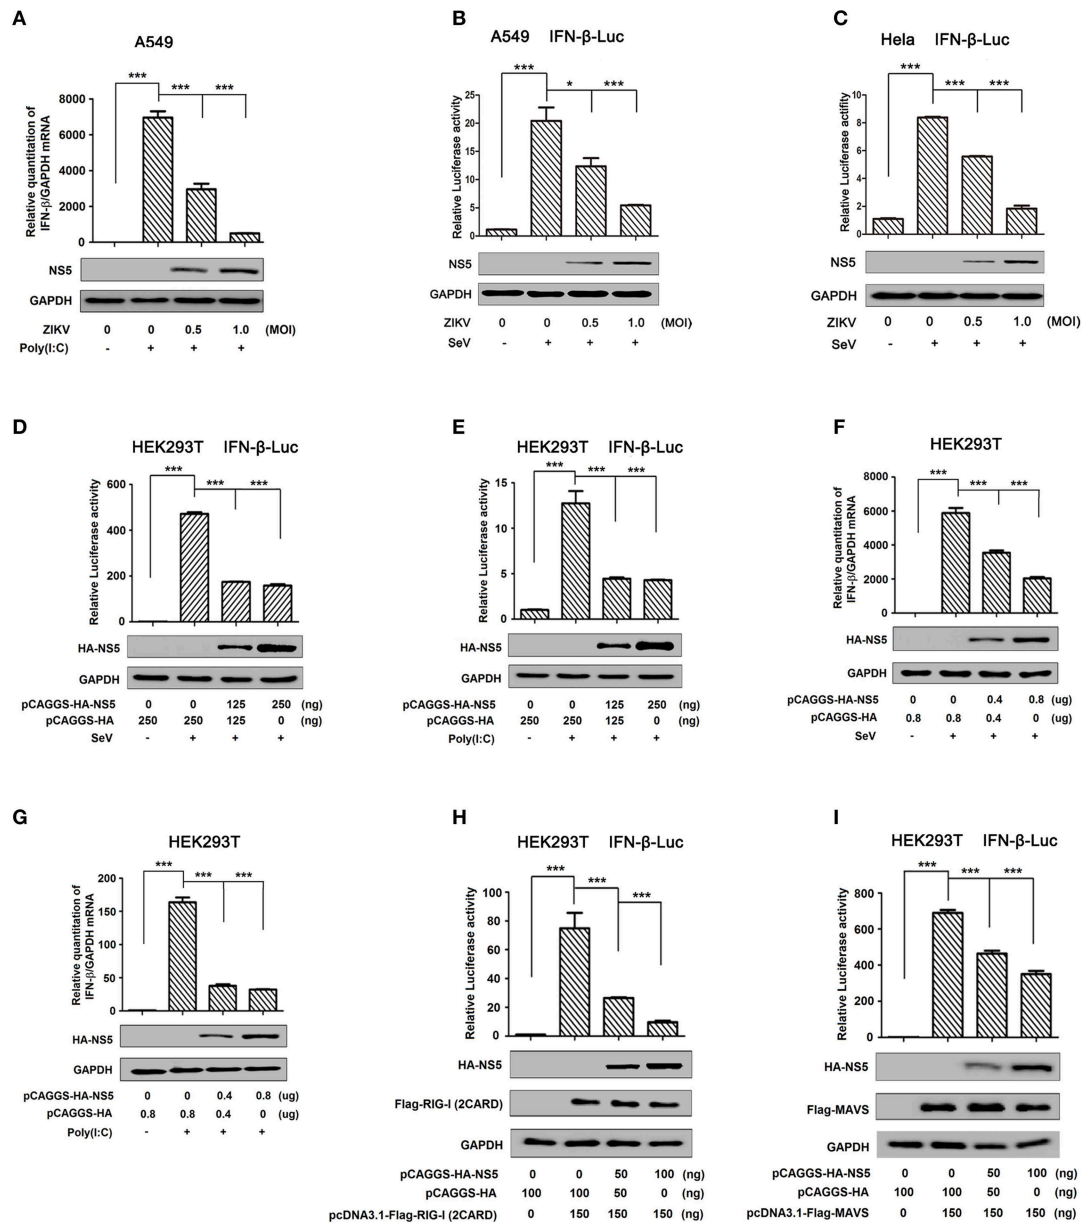 A
A549
***
*** ***
Relative quantitation of
IFN-β/GAPDH mRNA
8000
6000
4000
2000
0
NS5
GAPDH
ZIKV 0 0 0.5 1.0 (MOI)
Poly(I:C) - + + +
B
A549 IFN-β-Luc
***
* ***
Relative Luciferase activity
25
20
15
10
5
0
NS5
GAPDH
ZIKV 0 0 0.5 1.0 (MOI)
SeV - + + +
C
Hela IFN-β-Luc
***
*** ***
Relative Luciferase actifity
10
8
6
4
2
0
NS5
GAPDH
ZIKV 0 0 0.5 1.0 (MOI)
SeV - + + +
D
HEK293T IFN-β-Luc
***
*** ***
Relative Luciferase activity
600
400
200
0
HA-NS5
GAPDH
pCAGGS-HA-NS5 0 0 125 250 (ng)
pCAGGS-HA 250 250 125 0 (ng)
SeV - + + +
E
HEK293T IFN-β-Luc
***
*** ***
Relative Luciferase activity
15
10
5
0
HA-NS5
GAPDH
pCAGGS-HA-NS5 0 0 125 250 (ng)
pCAGGS-HA 250 250 125 0 (ng)
Poly(I:C) - + + +
F
HEK293T
***
*** ***
Relative quantitation of
IFN-β/GAPDH mRNA
8000
6000
4000
2000
0
HA-NS5
GAPDH
pCAGGS-HA-NS5 0 0 0.4 0.8 (ug)
pCAGGS-HA 0.8 0.8 0.4 0 (ug)
SeV - + + +
G
HEK293T
***
*** ***
Relative quantitation of
IFN-β/GAPDH mRNA
200
150
100
50
0
HA-NS5
GAPDH
pCAGGS-HA-NS5 0 0 0.4 0.8 (ug)
pCAGGS-HA 0.8 0.8 0.4 0 (ug)
Poly(I:C) - + + +
H
HEK293T IFN-β-Luc
***
***
***
Relative Luciferase activity
100
80
60
40
20
0
HA-NS5
Flag-RIG-I (2CARD)
GAPDH
pCAGGS-HA-NS5 0 0 50 100 (ng)
pCAGGS-HA 100 100 50 0 (ng)
pcDNA3.1-Flag-RIG-I (2CARD) 0 150 150 150 (ng)
I
HEK293T IFN-β-Luc
***
*** ***
Relative Luciferase activity
800
600
400
200
0
HA-NS5
Flag-MAVS
GAPDH
pCAGGS-HA-NS5 0 0 50 100 (ng)
pCAGGS-HA 100 100 50 0 (ng)
pcDNA3.1-Flag-MAVS 0 150 150 150 (ng)